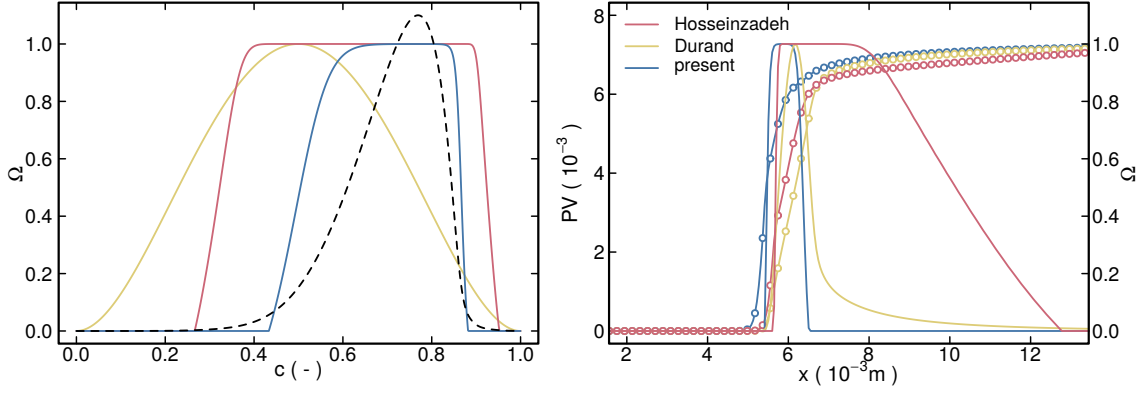 1.0
0.8
0.6
0.4
0.2
0.0
Ω
0.0 0.2 0.4 0.6 0.8 1.0
c ( - )
8
6
4
2
0
PV ( 10⁻³ )
Hosseinzadeh
Durand
present
1.0
0.8
0.6
0.4
0.2
0.0
Ω
2 4 6 8 10 12
x ( 10⁻³m )